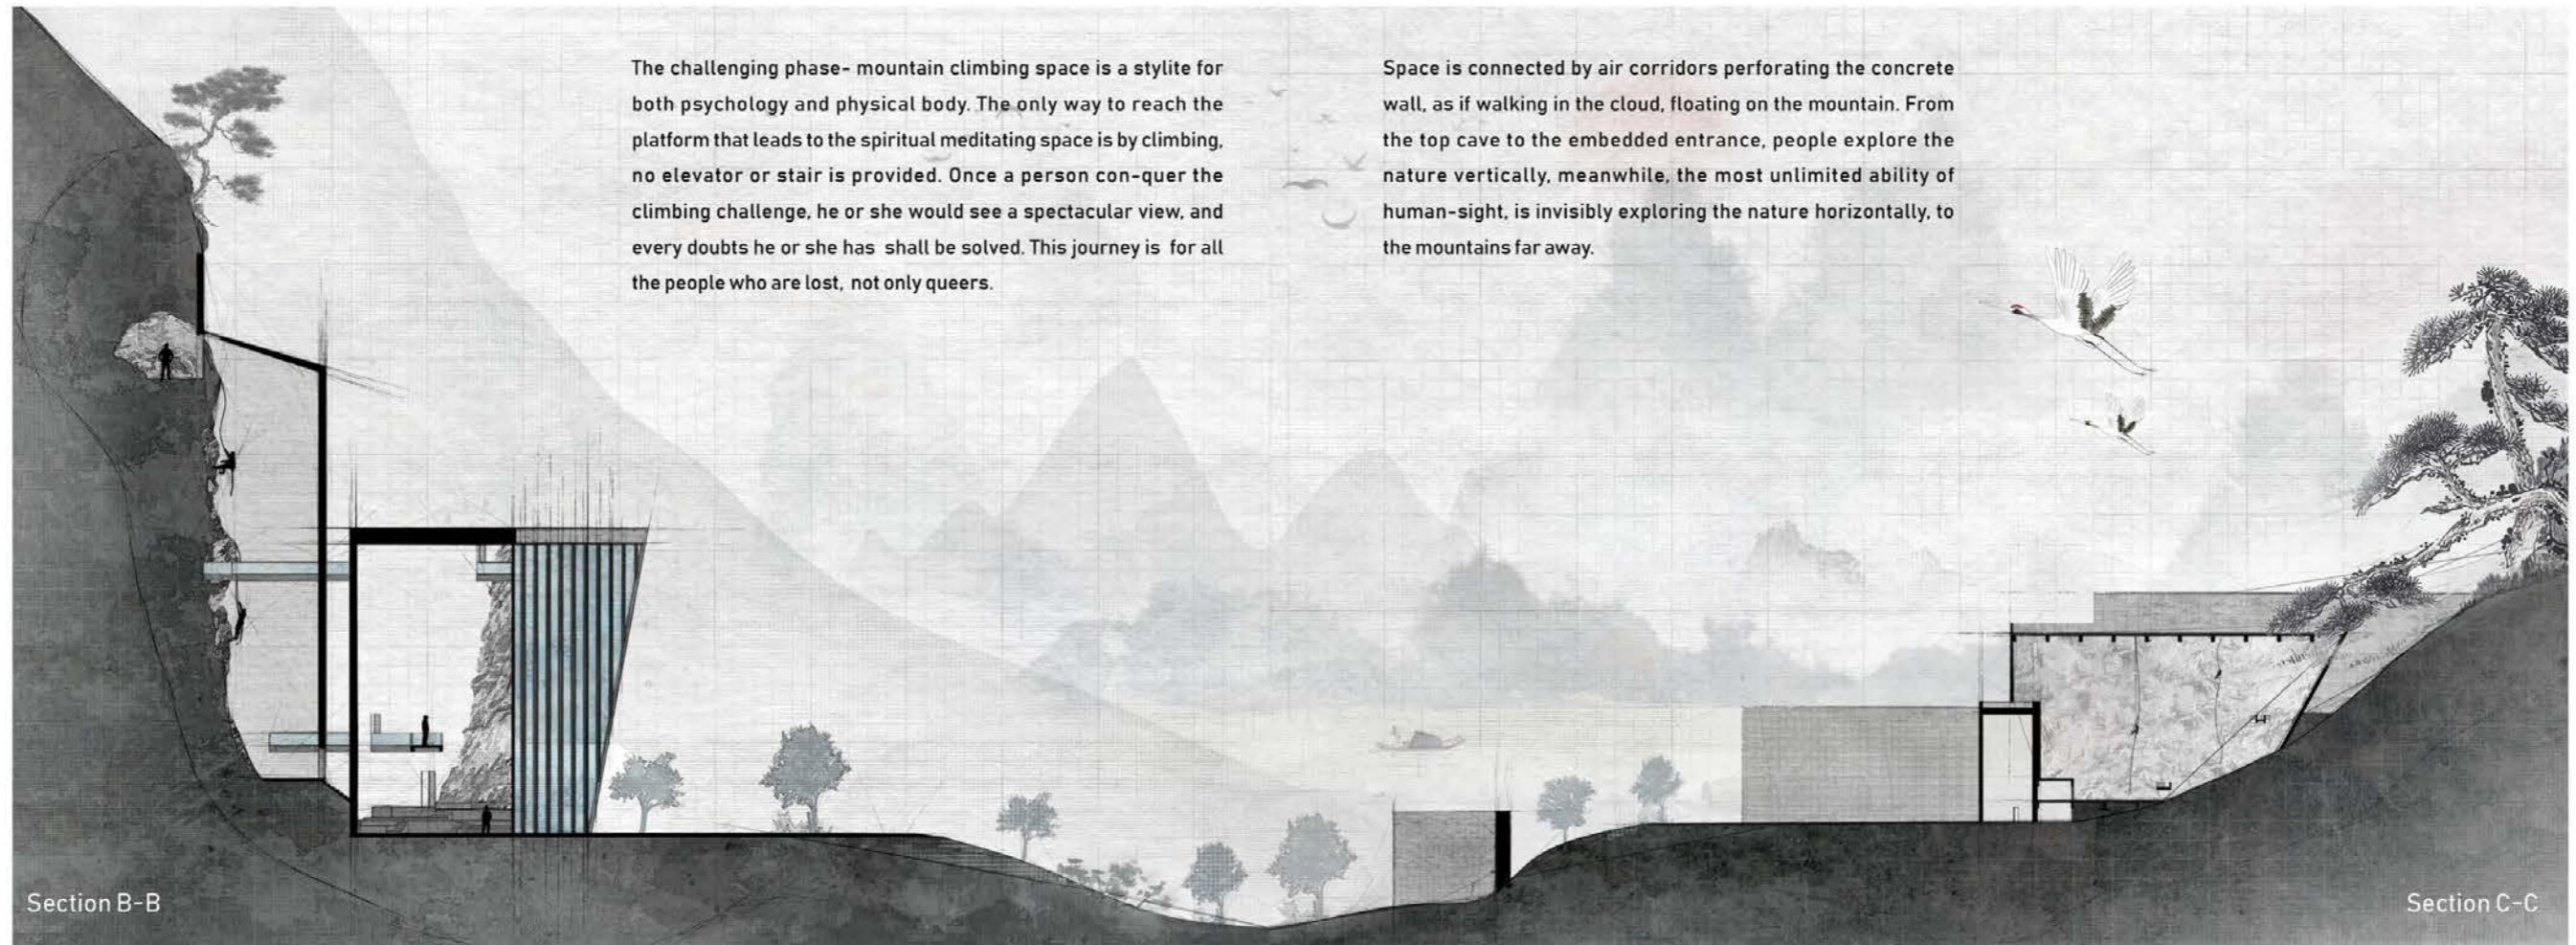 The challenging phase- mountain climbing space is a stylite for
both psychology and physical body. The only way to reach the
platform that leads to the spiritual meditating space is by climbing,
no elevator or stair is provided. Once a person con-quer the
climbing challenge, he or she would see a spectacular view, and
every doubts he or she has shall be solved. This journey is for all
the people who are lost, not only queers.
Space is connected by air corridors perforating the concrete
wall, as if walking in the cloud, floating on the mountain. From
the top cave to the embedded entrance, people explore the
nature vertically, meanwhile, the most unlimited ability of
human-sight, is invisibly exploring the nature horizontally, to
the mountains far away.
Section B-B
Section C-C